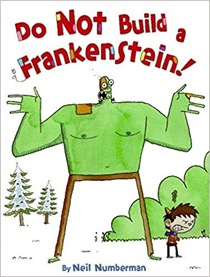 Do Not Build a
Frankenstein!
By Neil Numberman